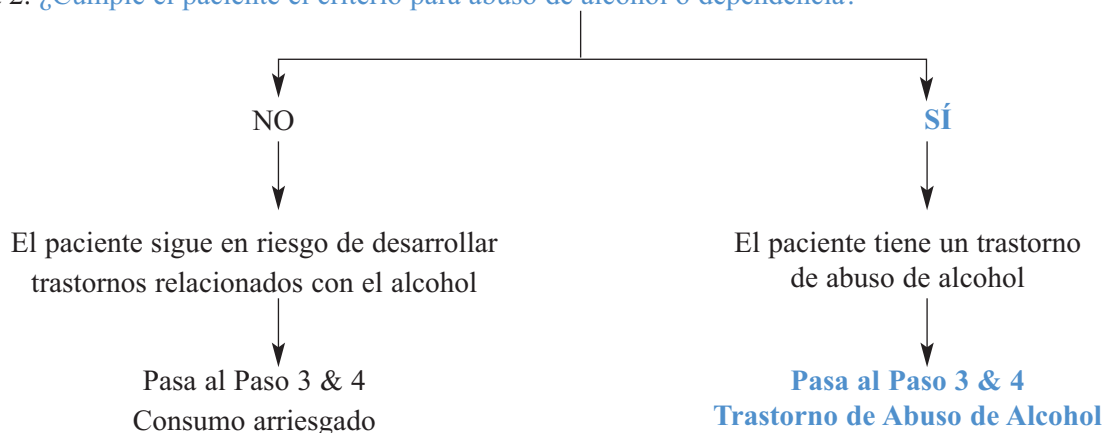 2. ¿Cumple el paciente el criterio para abuso de alcohol o dependencia?
NO
SÍ
El paciente sigue en riesgo de desarrollar
trastornos relacionados con el alcohol
El paciente tiene un trastorno
de abuso de alcohol
Pasa al Paso 3 & 4
Consumo arriesgado
Pasa al Paso 3 & 4
Trastorno de Abuso de Alcohol